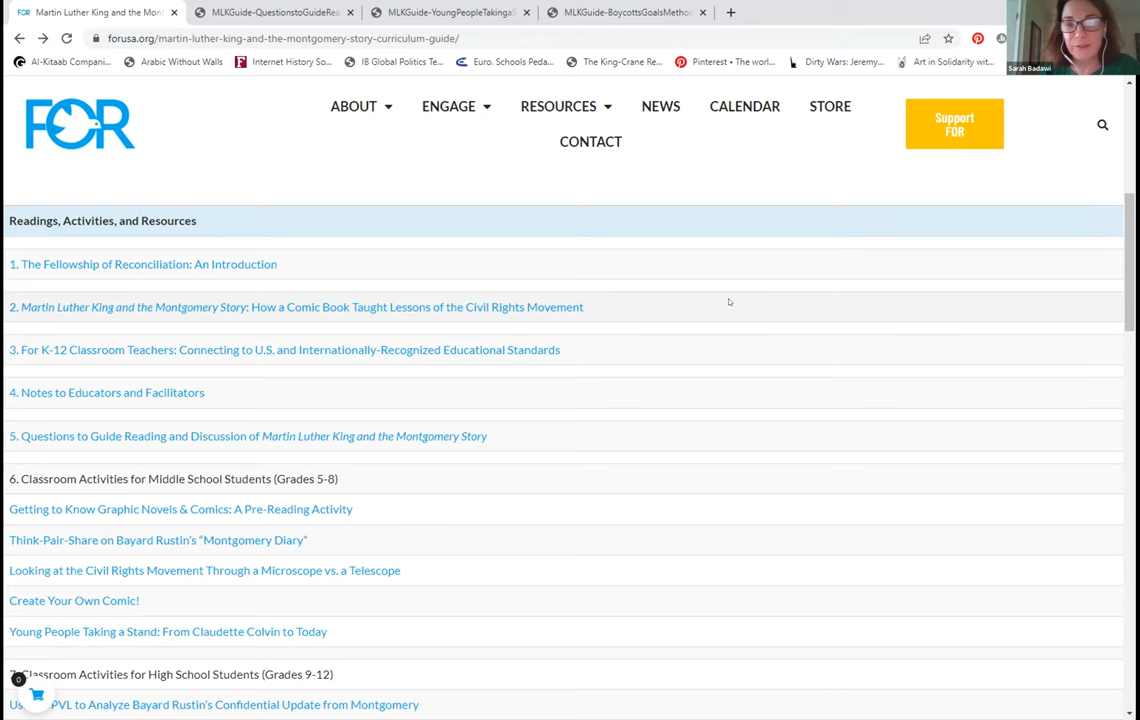 Martin Luther King and the Mon
MLKGuide-QuestionstoGuideRea
MLKGuide-YoungPeopleTakinga
MLKGuide-BoycottsGoalsMetho
forusa.org/martin-luther-king-and-the-montgomery-story-curriculum-guide/
Al-Kitaab Compani...
Arabic Without Walls
Internet History So...
IB Global Politics Te...
Euro. Schools Peda...
The King-Crane Re...
Pinterest • The worl...
Dirty Wars: Jeremy...
Art in Solidarity wit...
Sarah Badawi
FOR
ABOUT
ENGAGE
RESOURCES
NEWS
CALENDAR
STORE
CONTACT
Support
FOR
Readings, Activities, and Resources
1. The Fellowship of Reconciliation: An Introduction
2. Martin Luther King and the Montgomery Story: How a Comic Book Taught Lessons of the Civil Rights Movement
3. For K-12 Classroom Teachers: Connecting to U.S. and Internationally-Recognized Educational Standards
4. Notes to Educators and Facilitators
5. Questions to Guide Reading and Discussion of Martin Luther King and the Montgomery Story
6. Classroom Activities for Middle School Students (Grades 5-8)
Getting to Know Graphic Novels & Comics: A Pre-Reading Activity
Think-Pair-Share on Bayard Rustin's “Montgomery Diary”
Looking at the Civil Rights Movement Through a Microscope vs. a Telescope
Create Your Own Comic!
Young People Taking a Stand: From Claudette Colvin to Today
7. Classroom Activities for High School Students (Grades 9-12)
0
PVL to Analyze Bayard Rustin's Confidential Update from Montgomery